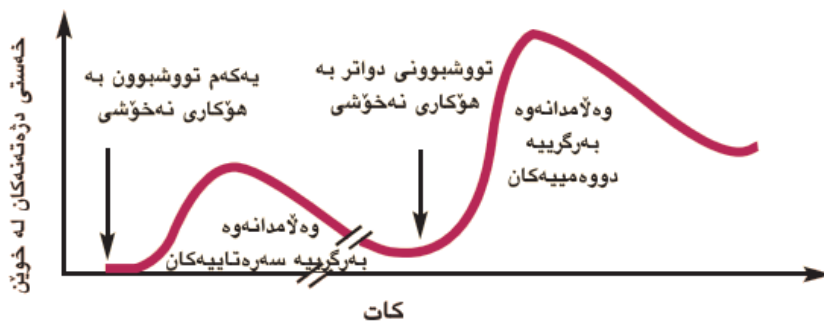 خەستی دژەتەنەکان لە خوێن
یەکەم تووشبوون بە
هۆکاری نەخۆشی
تووشبوونی دواتر بە
هۆکاری نەخۆشی
وەڵامدانەوە
بەرگرییە
دووەمییەکان
وەڵامدانەوە
بەرگرییە سەرەتاییەکان
کات